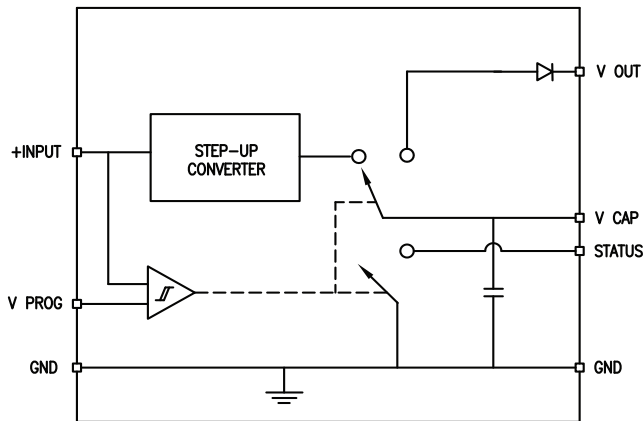 V OUT
+INPUT
STEP-UP
CONVERTER
V CAP
STATUS
V PROG
GND
GND